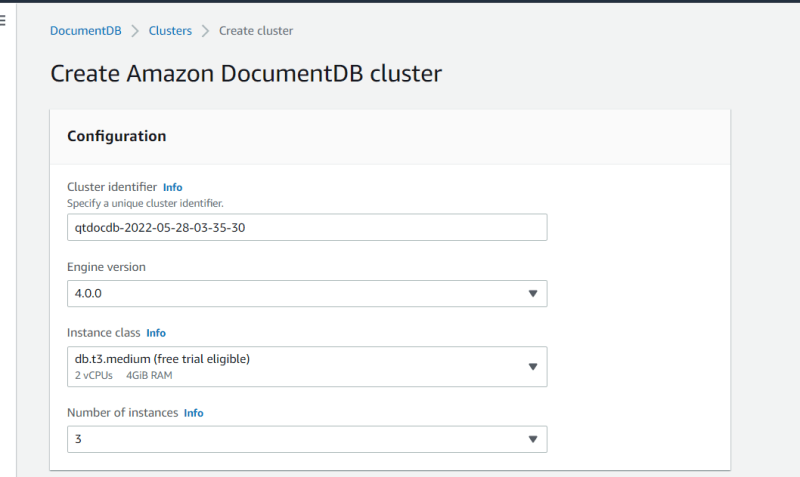 DocumentDB > Clusters > Create cluster
Create Amazon DocumentDB cluster
Configuration
Cluster identifier Info
Specify a unique cluster identifier.
qtdocdb-2022-05-28-03-35-30
Engine version
4.0.0
Instance class Info
db.t3.medium (free trial eligible)
2 vCPUs 4GiB RAM
Number of instances Info
3